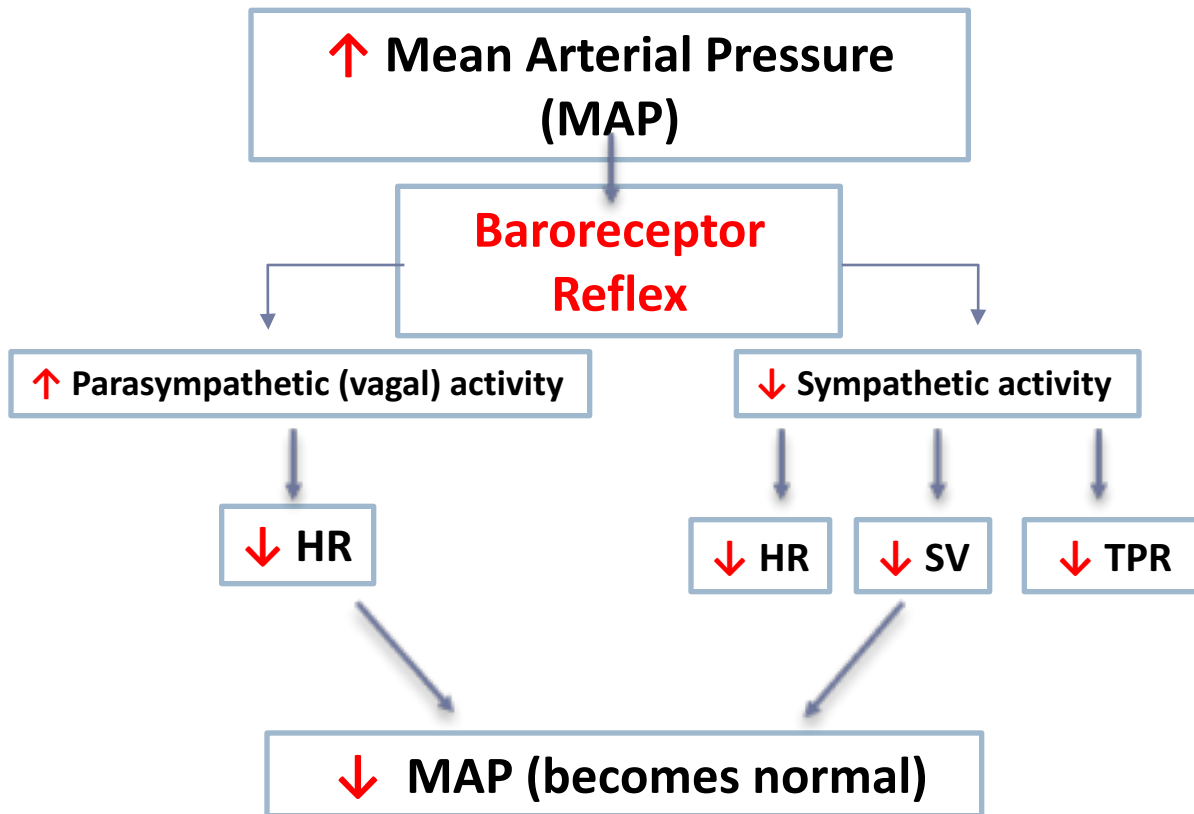 ↑ Mean Arterial Pressure
(MAP)
Baroreceptor
Reflex
↑ Parasympathetic (vagal) activity
↓ Sympathetic activity
↓ HR
↓ HR
↓ SV
↓ TPR
↓ MAP (becomes normal)